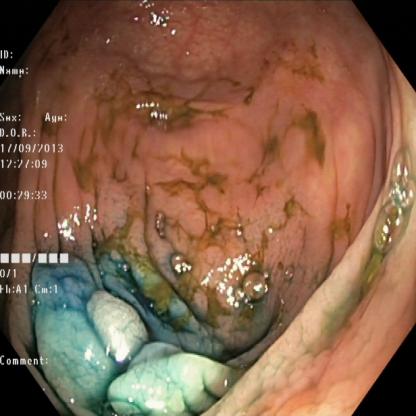 ID:
Name:
Sex: Age:
D.O.B.:
17/09/2013
12:27:09
00:29:33
■■■/■■■
0/1
Eh:A1 Cm:1
Comment: